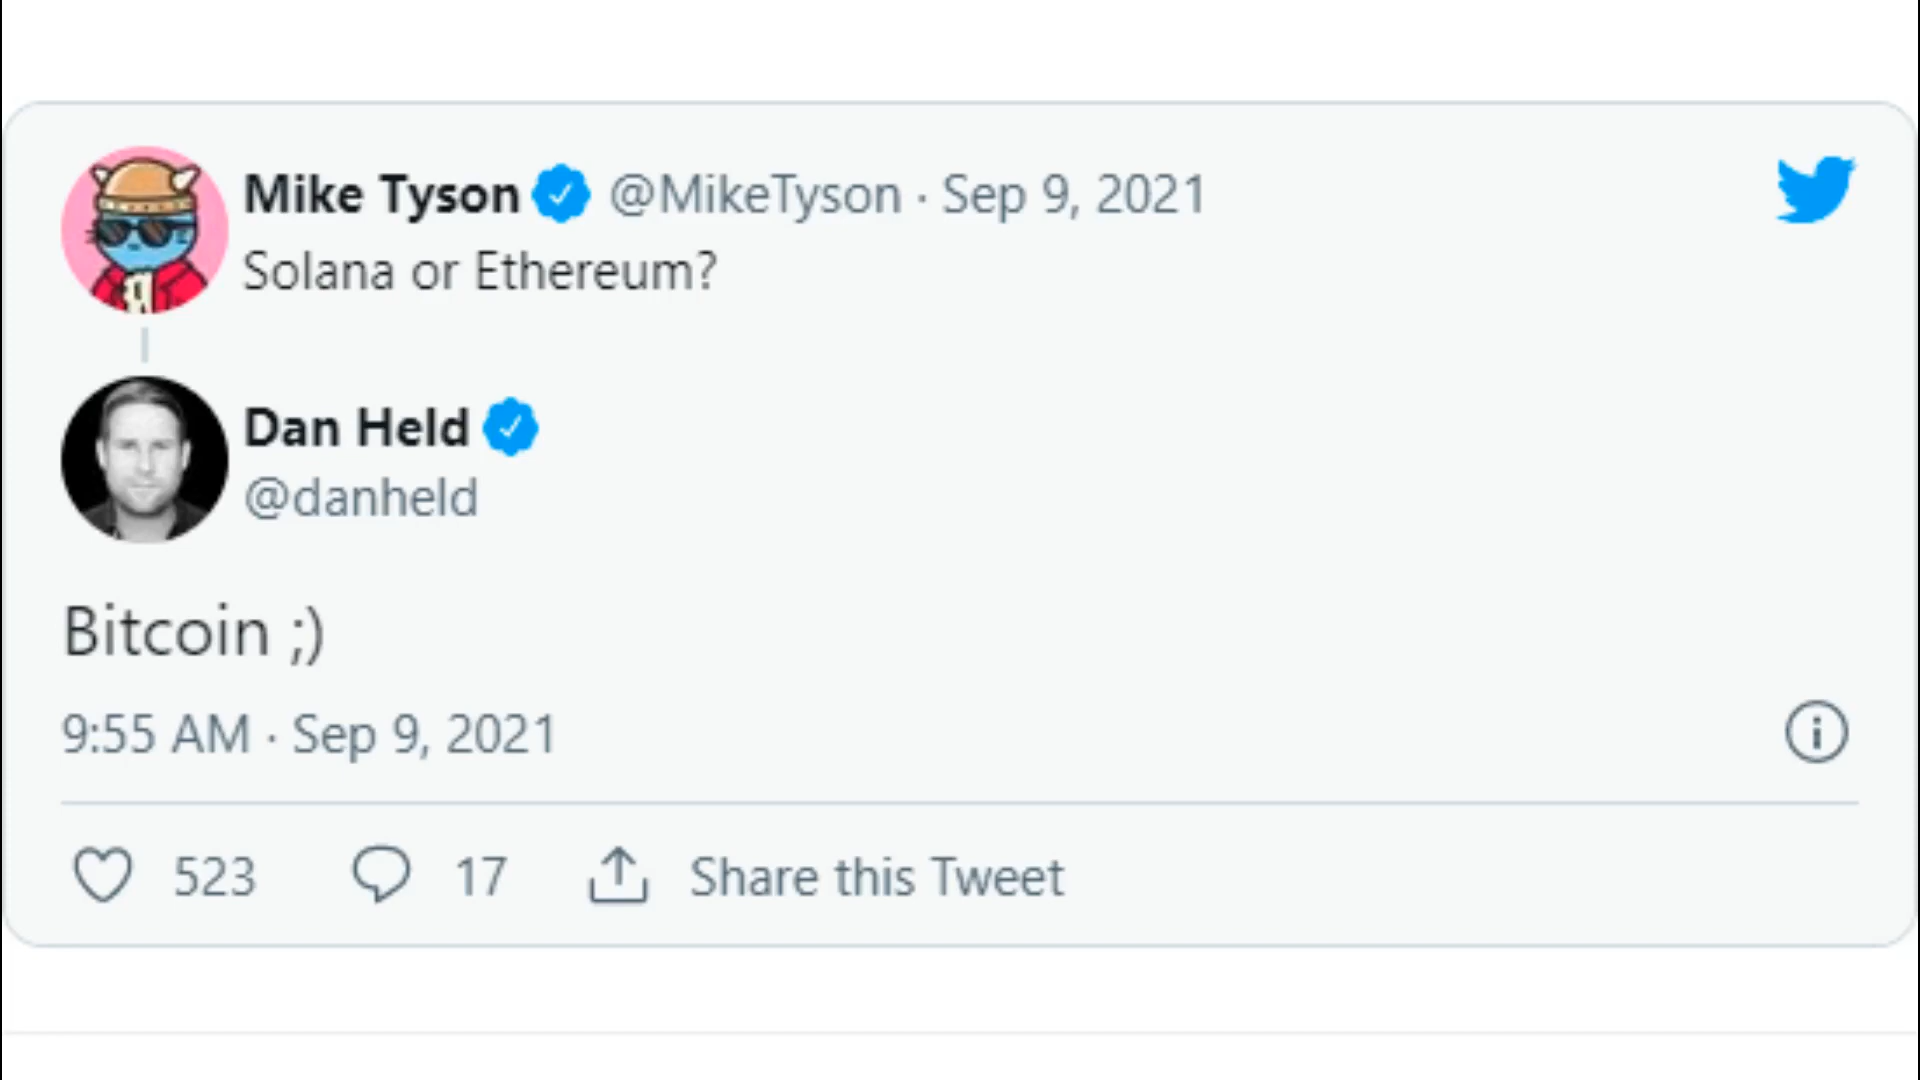 Mike Tyson @MikeTyson · Sep 9, 2021
Solana or Ethereum?
Dan Held
@danheld
Bitcoin ;)
9:55 AM · Sep 9, 2021
523 17 Share this Tweet